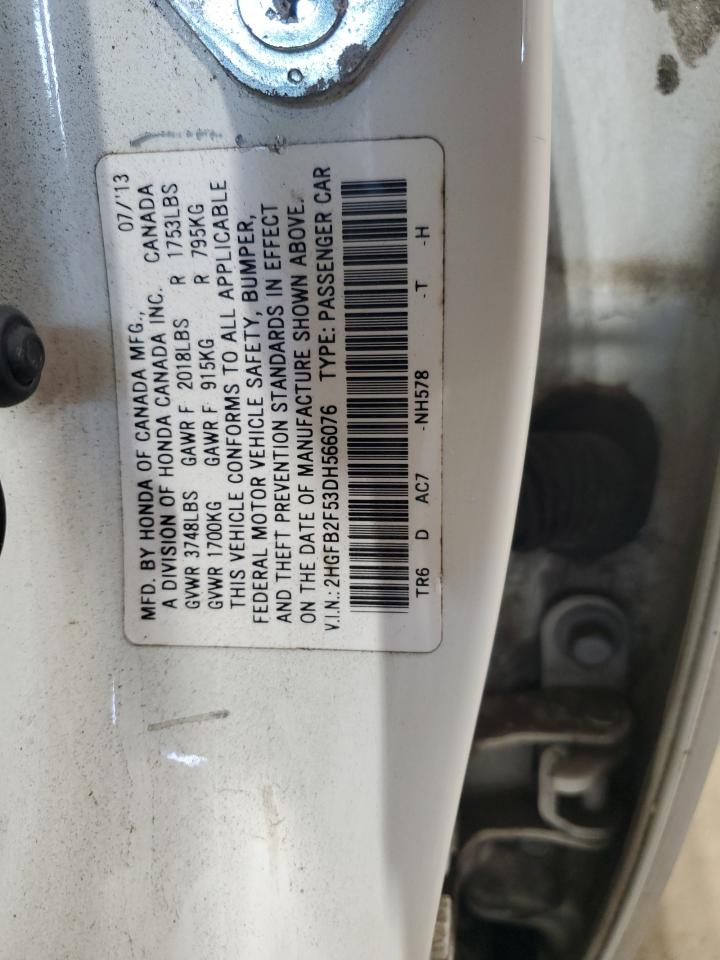 MFD. BY HONDA OF CANADA MFG., 07/'13
A DIVISION OF HONDA CANADA INC. CANADA
GVWR 3748LBS GAWR F 2018LBS R 1753LBS
GVWR 1700KG GAWR F 915KG R 795KG
THIS VEHICLE CONFORMS TO ALL APPLICABLE
FEDERAL MOTOR VEHICLE SAFETY, BUMPER,
AND THEFT PREVENTION STANDARDS IN EFFECT
ON THE DATE OF MANUFACTURE SHOWN ABOVE.
V.I.N.: 2HGFB2F53DH566076 TYPE: PASSENGER CAR
TR6 D AC7 -NH578 -T -H